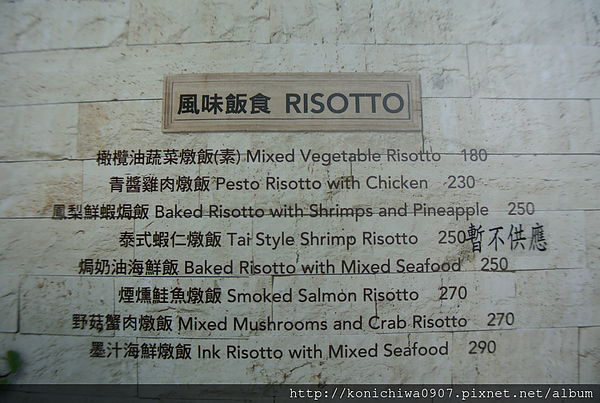 風味飯食 RISOTTO
橄欖油蔬菜燉飯(素) Mixed Vegetable Risotto 180
青醬雞肉燉飯 Pesto Risotto with Chicken 230
鳳梨鮮蝦焗飯 Baked Risotto with Shrimps and Pineapple 250
泰式蝦仁燉飯 Tai Style Shrimp Risotto 250 暫不供應
焗奶油海鮮飯 Baked Risotto with Mixed Seafood 250
煙燻鮭魚燉飯 Smoked Salmon Risotto 270
野菇蟹肉燉飯 Mixed Mushrooms and Crab Risotto 270
墨汁海鮮燉飯 Ink Risotto with Mixed Seafood 290
http://konichiwa0907.pixnet.net/album